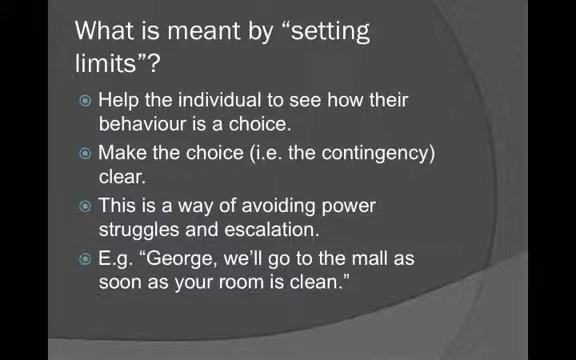 What is meant by “setting
limits”?
Help the individual to see how their
behaviour is a choice.
Make the choice (i.e. the contingency)
clear.
This is a way of avoiding power
struggles and escalation.
E.g. “George, we’ll go to the mall as
soon as your room is clean.”